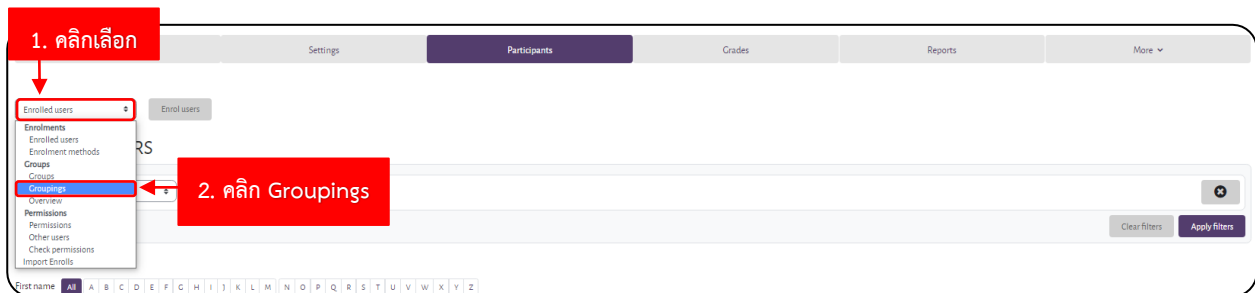 1. คลิกเลือก
Settings
Participants
Grades
Reports
More
Enrolled users
Enrol users
Enrolments
Enrolled users
Enrolment methods
RS
Groups
Groups
Groupings
2. คลิก Groupings
Overview
Permissions
Permissions
Other users
Check permissions
Import Enrolls
Clear filters
Apply filters
First name All A B C D E F G H I J K L M N O P Q R S T U V W X Y Z